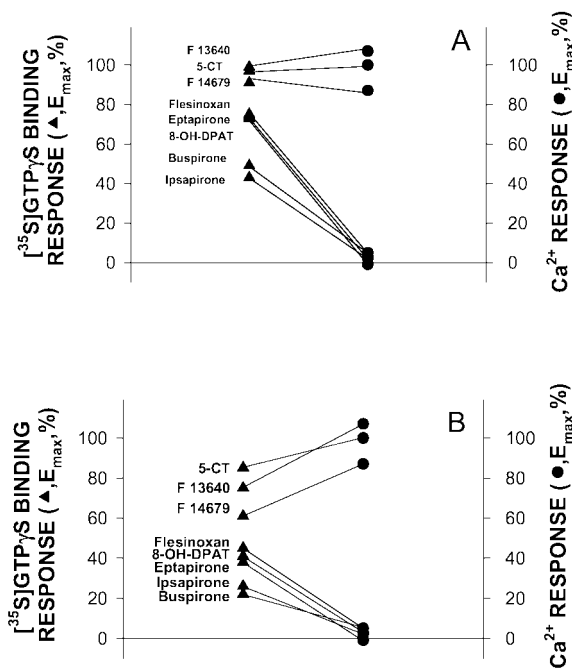 A
[³⁵S]GTPγS BINDING
RESPONSE (▲,Eₘₐₓ,%)
100
80
60
40
20
0
F 13640
5-CT
F 14679
Flesinoxan
Eptapirone
8-OH-DPAT
Buspirone
Ipsapirone
100
80
60
40
20
0
Ca²⁺ RESPONSE (●,Eₘₐₓ,%)
B
[³⁵S]GTPγS BINDING
RESPONSE (▲,Eₘₐₓ,%)
100
80
60
40
20
0
5-CT
F 13640
F 14679
Flesinoxan
8-OH-DPAT
Eptapirone
Ipsapirone
Buspirone
100
80
60
40
20
0
Ca²⁺ RESPONSE (●,Eₘₐₓ,%)